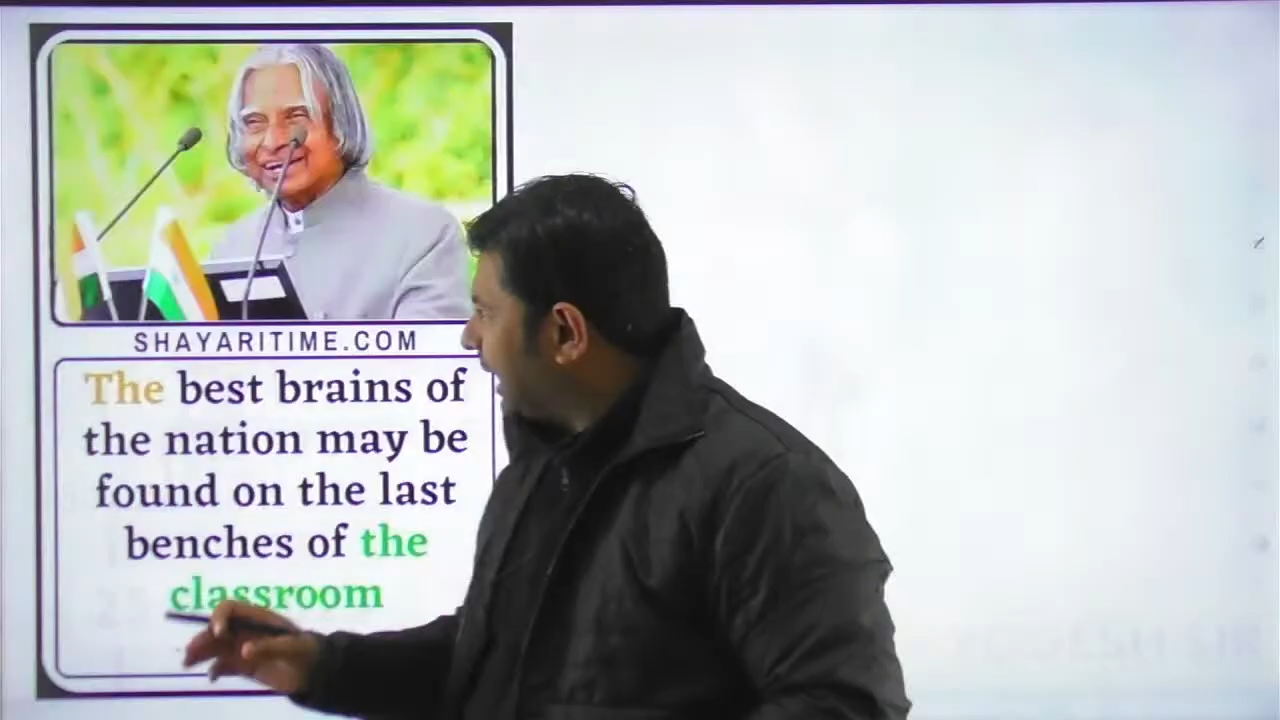 SHAYARITIME.COM
The best brains of
the nation may be
found on the last
benches of the
classroom